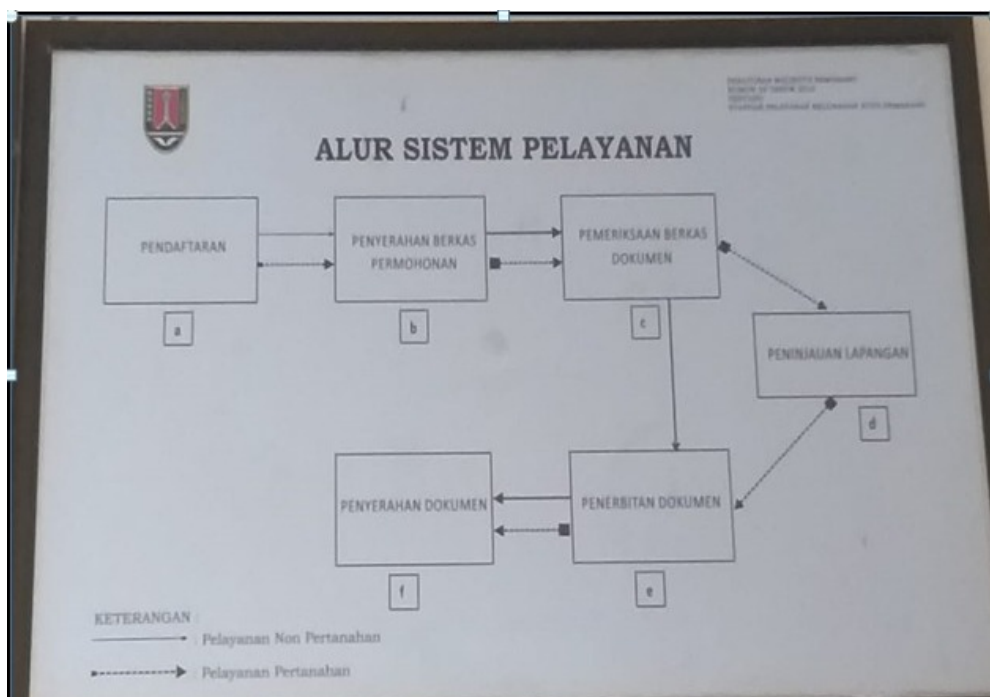 ALUR SISTEM PELAYANAN
PENDAFTARAN
a
PENYERAHAN BERKAS
PERMOHONAN
b
PEMERIKSAAN BERKAS
DOKUMEN
c
PENINJAUAN LAPANGAN
d
PENERBITAN DOKUMEN
e
PENYERAHAN DOKUMEN
f
KETERANGAN :
Pelayanan Non Pertanahan
Pelayanan Pertanahan